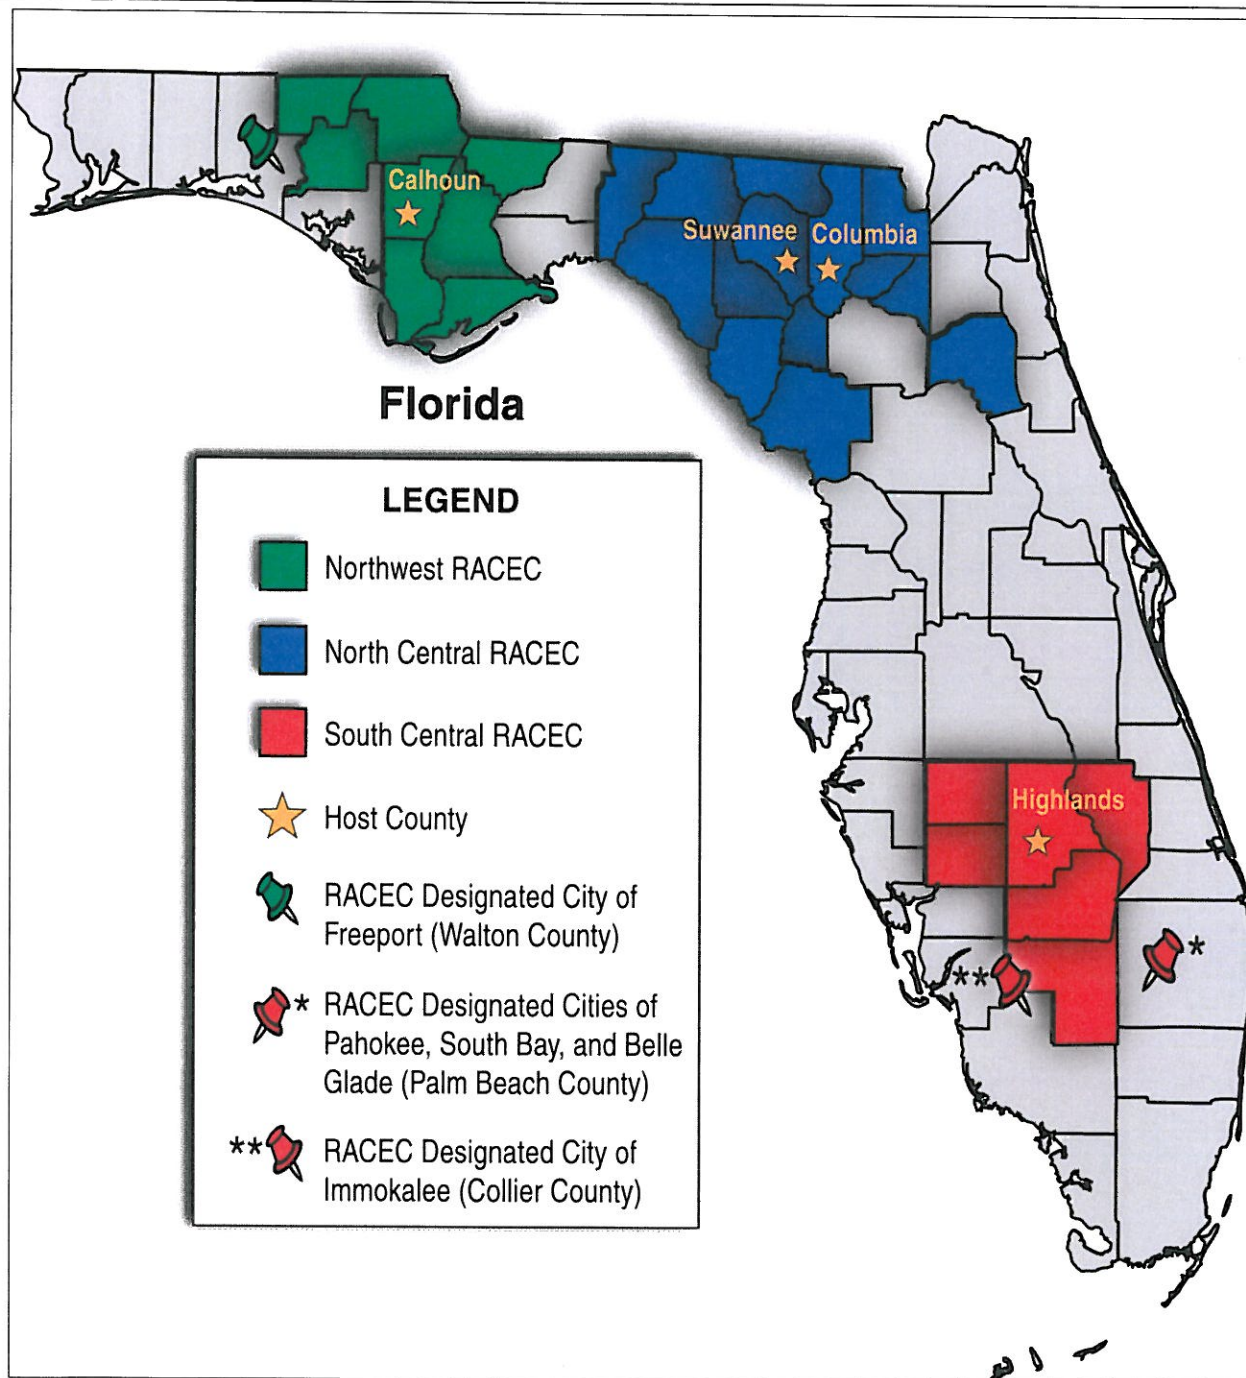 Calhoun
Suwannee
Columbia
Florida
LEGEND
Northwest RACEC
North Central RACEC
South Central RACEC
Host County
RACEC Designated City of
Freeport (Walton County)
* RACEC Designated Cities of
Pahokee, South Bay, and Belle
Glade (Palm Beach County)
** RACEC Designated City of
Immokalee (Collier County)
Highlands
*
**